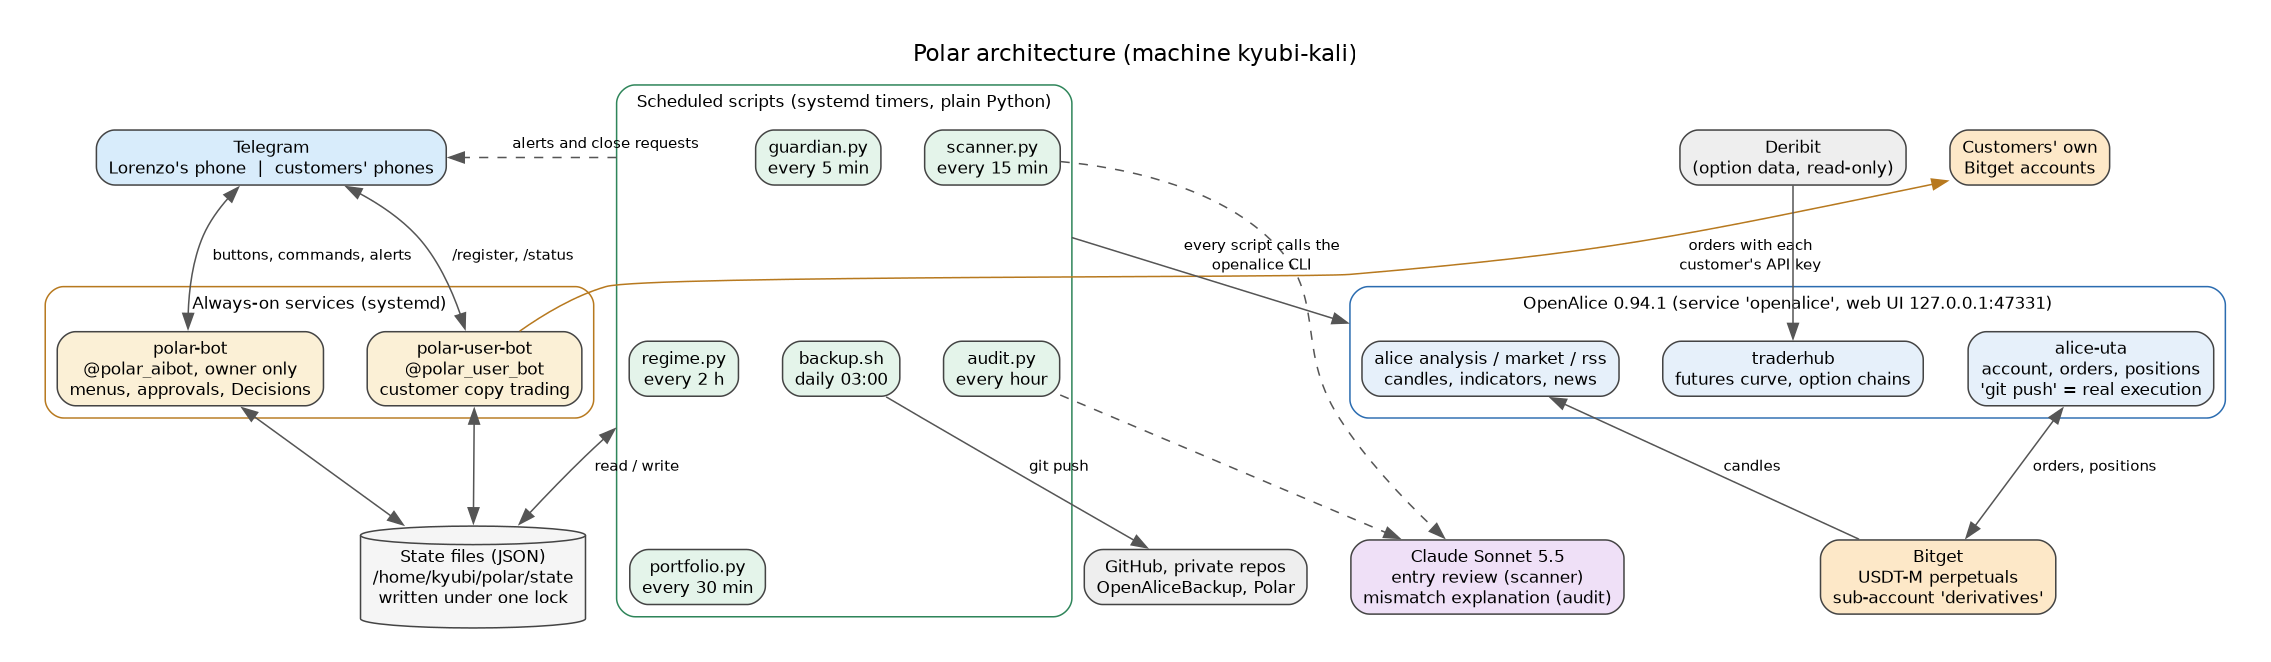 Polar architecture (machine kyubi-kali)
Scheduled scripts (systemd timers, plain Python)
Telegram
Lorenzo's phone | customers' phones
alerts and close requests
guardian.py
every 5 min
scanner.py
every 15 min
Deribit
(option data, read-only)
Customers' own
Bitget accounts
buttons, commands, alerts
/register, /status
every script calls the
openalice CLI
orders with each
customer's API key
Always-on services (systemd)
polar-bot
@polar_aibot, owner only
menus, approvals, Decisions
polar-user-bot
@polar_user_bot
customer copy trading
regime.py
every 2 h
backup.sh
daily 03:00
audit.py
every hour
OpenAlice 0.94.1 (service 'openalice', web UI 127.0.0.1:47331)
alice analysis / market / rss
candles, indicators, news
traderhub
futures curve, option chains
alice-uta
account, orders, positions
'git push' = real execution
read / write
git push
candles
orders, positions
State files (JSON)
/home/kyubi/polar/state
written under one lock
portfolio.py
every 30 min
GitHub, private repos
OpenAliceBackup, Polar
Claude Sonnet 5.5
entry review (scanner)
mismatch explanation (audit)
Bitget
USDT-M perpetuals
sub-account 'derivatives'